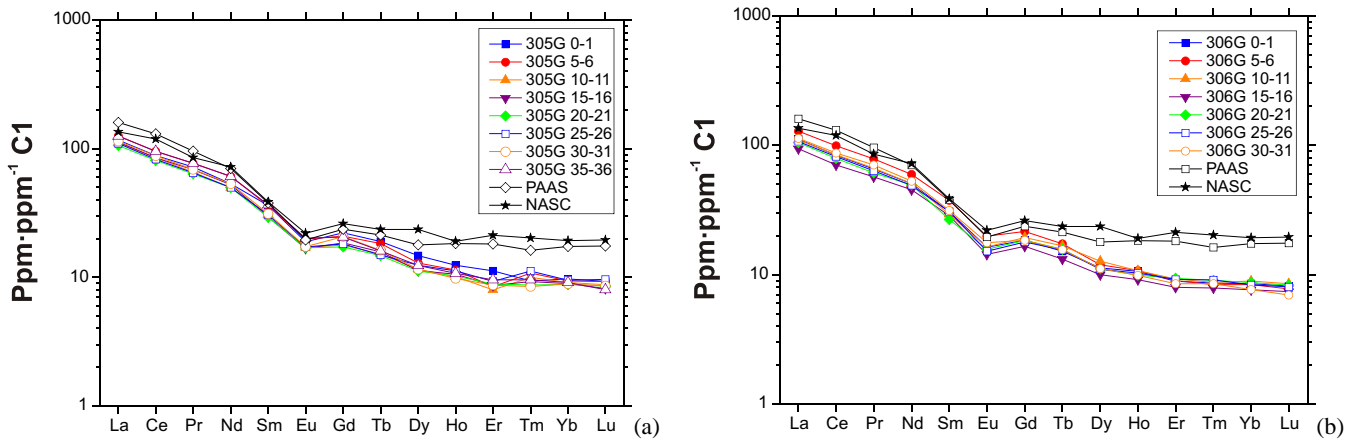 Ppm·ppm⁻¹ C1
1000
100
10
1
305G 0-1
305G 5-6
305G 10-11
305G 15-16
305G 20-21
305G 25-26
305G 30-31
305G 35-36
PAAS
NASC
La Ce Pr Nd Sm Eu Gd Tb Dy Ho Er Tm Yb Lu
(a)
Ppm·ppm⁻¹ C1
1000
100
10
1
306G 0-1
306G 5-6
306G 10-11
306G 15-16
306G 20-21
306G 25-26
306G 30-31
PAAS
NASC
La Ce Pr Nd Sm Eu Gd Tb Dy Ho Er Tm Yb Lu
(b)